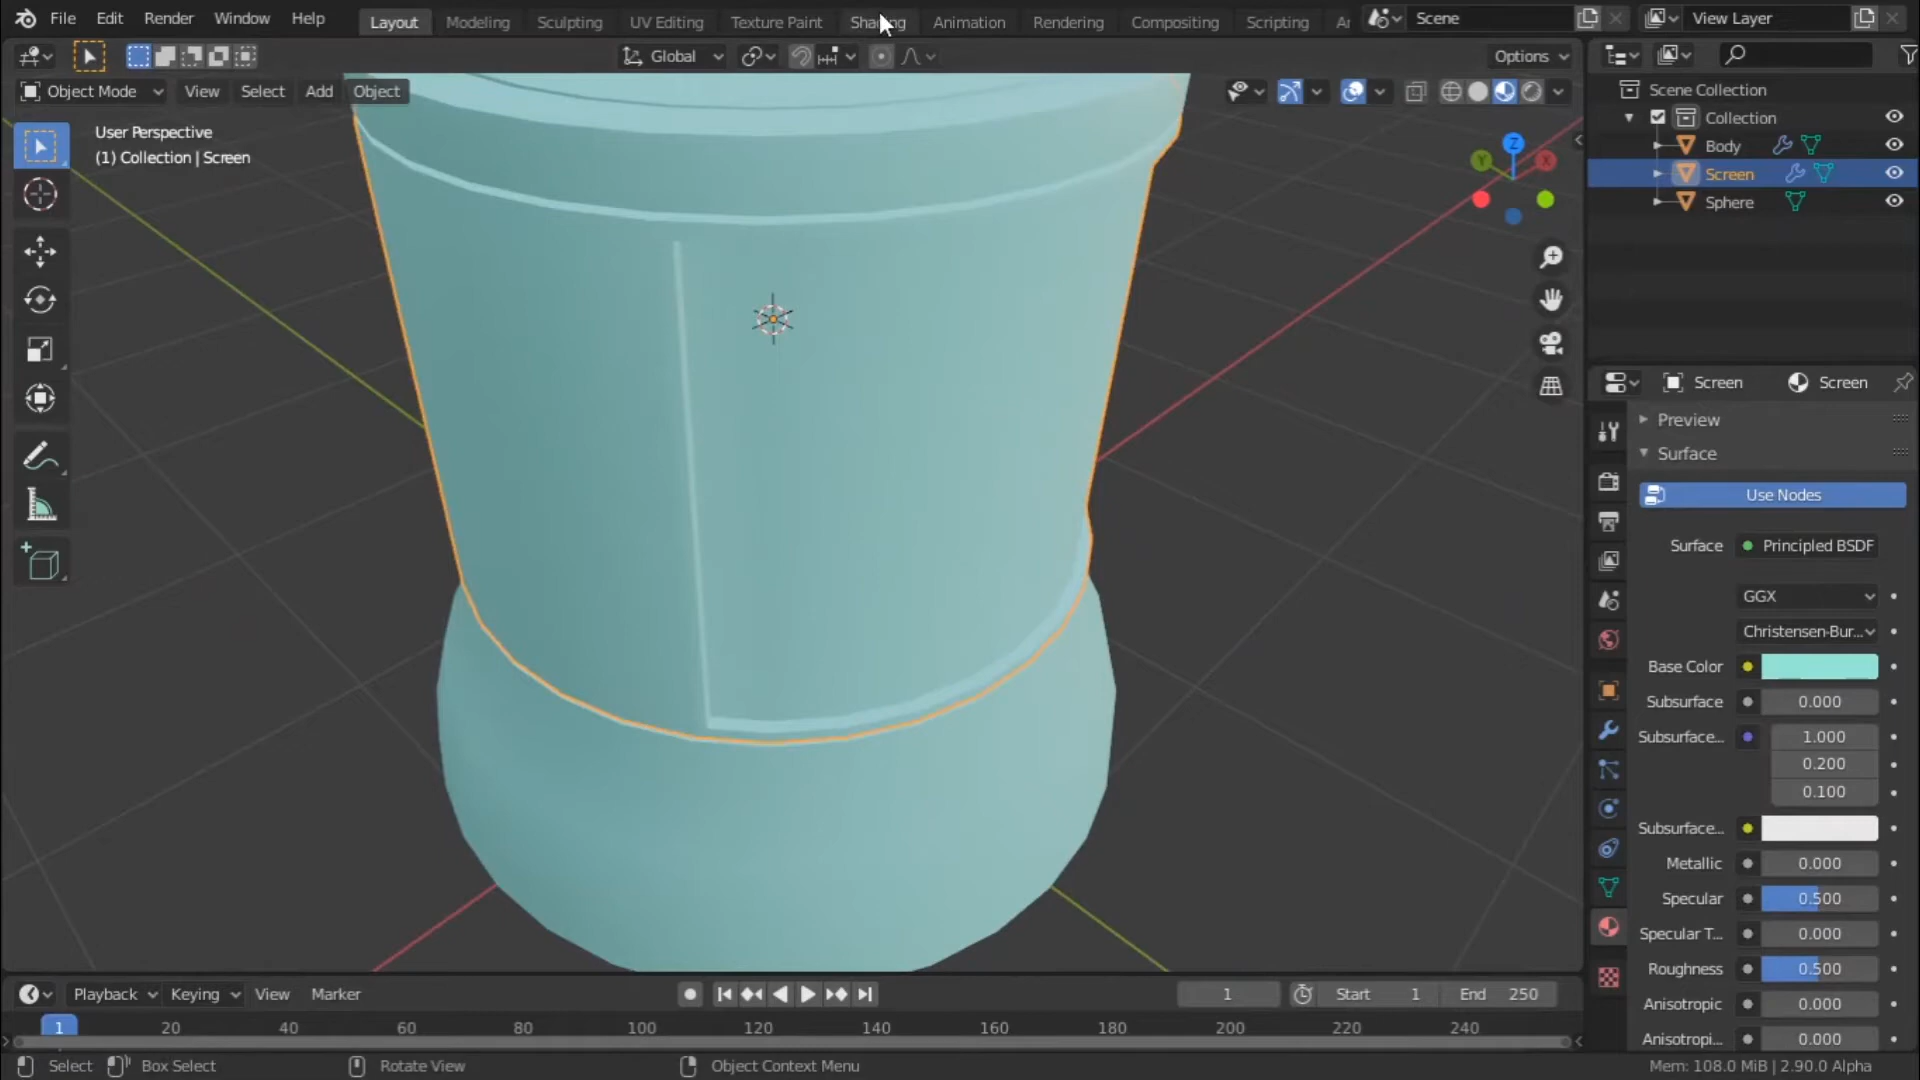 File Edit Render Window Help Layout Modeling Sculpting UV Editing Texture Paint Shading Animation Rendering Compositing Scripting Scene View Layer
Global Options
Object Mode View Select Add Object
User Perspective
(1) Collection | Screen
Z
Y
X
Scene Collection
Collection
Body
Screen
Sphere
Screen Screen
Preview
Surface
Use Nodes
Surface Principled BSDF
GGX
Christensen-Bur...
Base Color
Subsurface 0.000
Subsurface... 1.000
0.200
0.100
Subsurface...
Metallic 0.000
Specular 0.500
Specular T... 0.000
Roughness 0.500
Anisotropic 0.000
Anisotropi... 0.000
Playback Keying View Marker 1 Start 1 End 250
1 20 40 60 80 100 120 140 160 180 200 220 240
Select Box Select Rotate View Object Context Menu Mem: 108.0 MiB | 2.90.0 Alpha